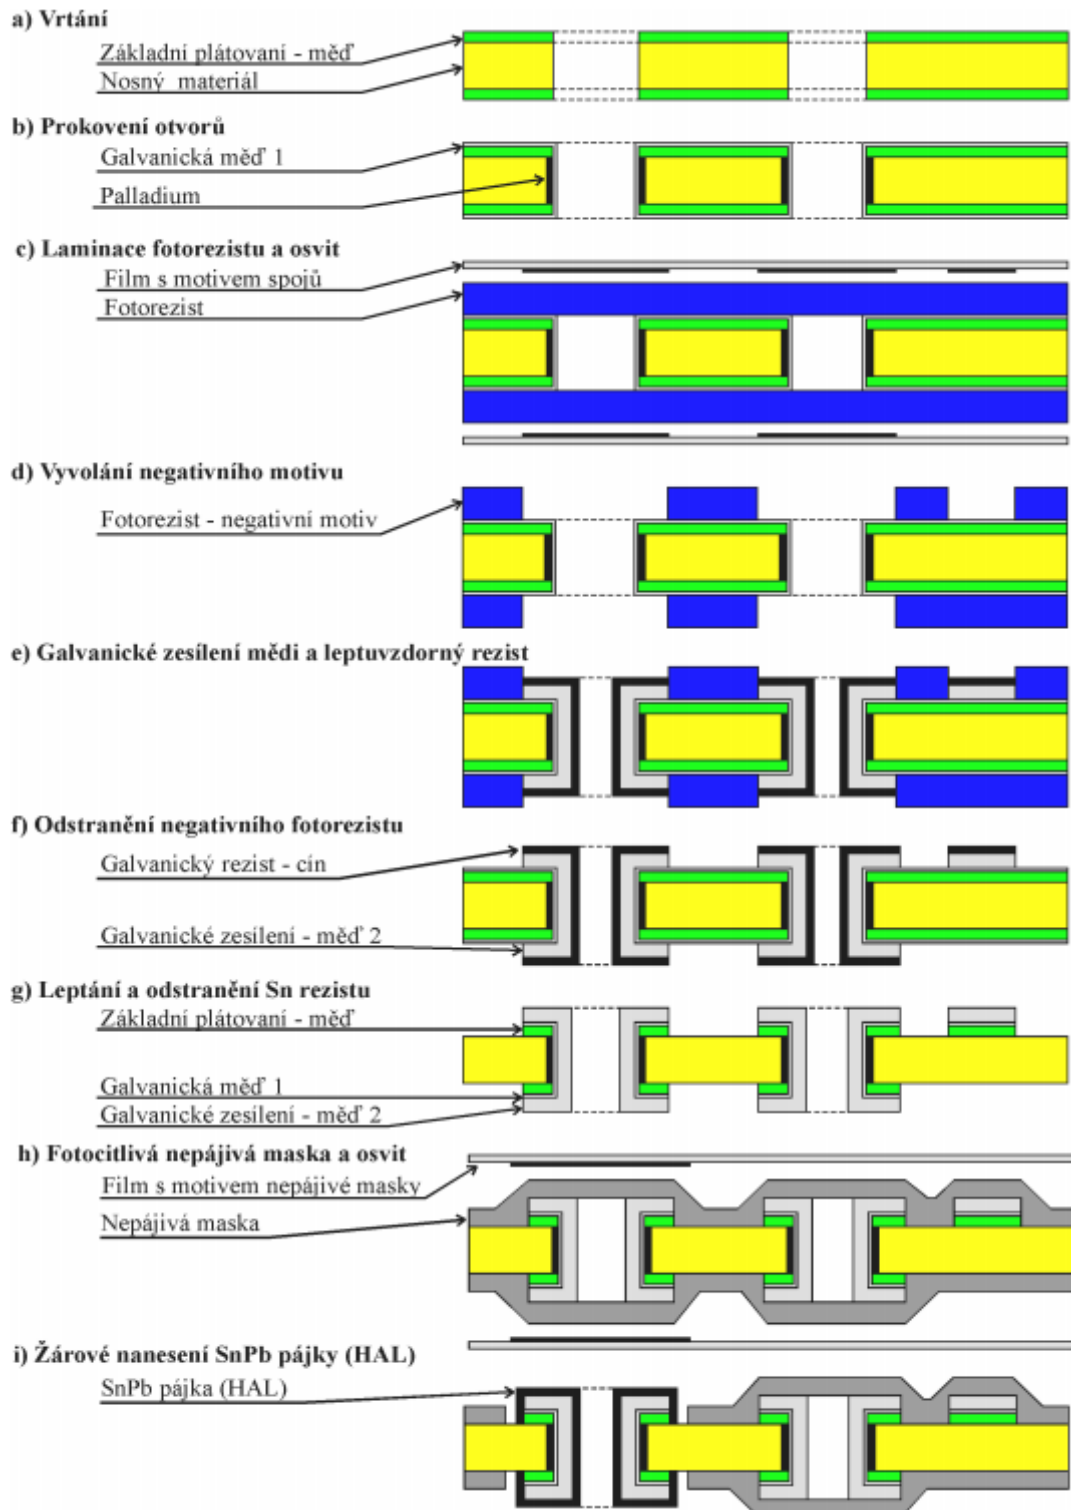 a) Vrtání
Základní plátovaní - měď
Nosný materiál
b) Prokovení otvorů
Galvanická měď 1
Palladium
c) Laminace fotorezistu a osvit
Film s motivem spojů
Fotorezist
d) Vyvolání negativního motivu
Fotorezist - negativní motiv
e) Galvanické zesílení mědi a leptuvzdorný rezist
f) Odstranění negativního fotorezistu
Galvanický rezist - cín
Galvanické zesílení - měď 2
g) Leptání a odstranění Sn rezistu
Základní plátovaní - měď
Galvanická měď 1
Galvanické zesílení - měď 2
h) Fotocitlivá nepájivá maska a osvit
Film s motivem nepájivé masky
Nepájivá maska
i) Žárové nanesení SnPb pájky (HAL)
SnPb pájka (HAL)